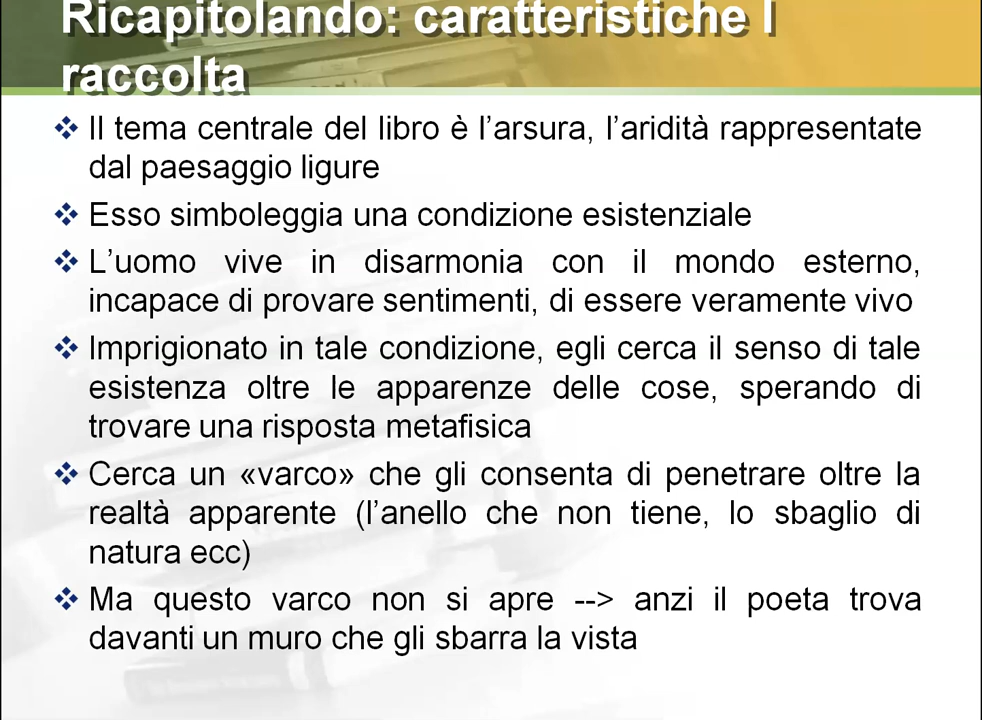 Ricapitolando: caratteristiche I
raccolta
Il tema centrale del libro è l’arsura, l’aridità rappresentate
dal paesaggio ligure
Esso simboleggia una condizione esistenziale
L’uomo vive in disarmonia con il mondo esterno,
incapace di provare sentimenti, di essere veramente vivo
Imprigionato in tale condizione, egli cerca il senso di tale
esistenza oltre le apparenze delle cose, sperando di
trovare una risposta metafisica
Cerca un «varco» che gli consenta di penetrare oltre la
realtà apparente (l’anello che non tiene, lo sbaglio di
natura ecc)
Ma questo varco non si apre --> anzi il poeta trova
davanti un muro che gli sbarra la vista